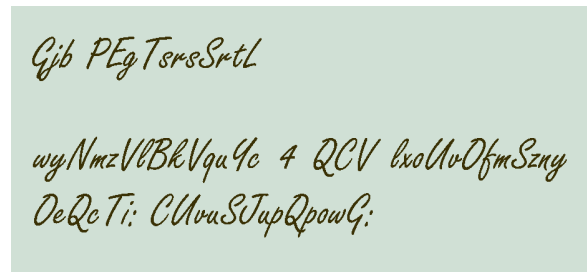 Gjb PEgTsrsSrtL
wyNmzVlBkVquYc 4 QCV lxoUvOfmSzny
OeQcTi: CUvuSJupQpowG: